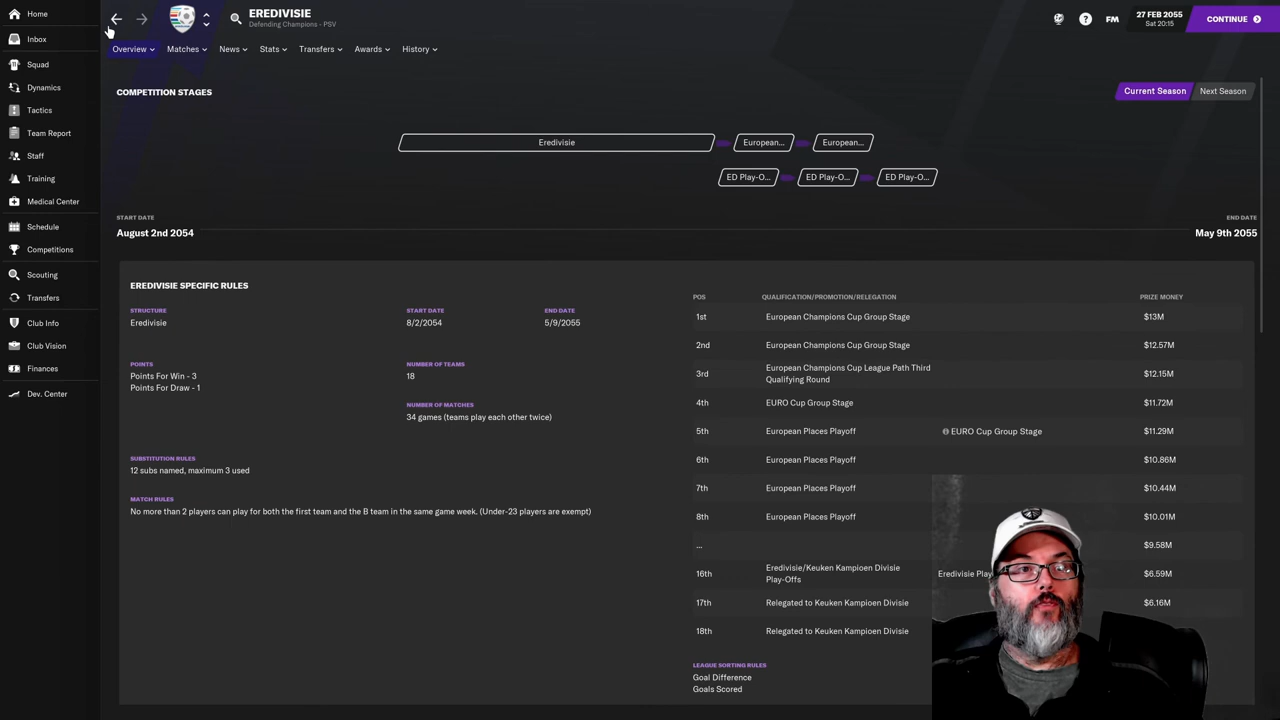 Home
Inbox
Squad
Dynamics
Tactics
Team Report
Staff
Training
Medical Center
Schedule
Competitions
Scouting
Transfers
Club Info
Club Vision
Finances
Dev. Center
EREDIVISIE
Defending Champions - PSV
FM
27 FEB 2055
Sat 20:15
CONTINUE
Overview Matches News Stats Transfers Awards History
COMPETITION STAGES
Current Season Next Season
Eredivisie European... European...
ED Play-O... ED Play-O... ED Play-O...
START DATE END DATE
August 2nd 2054 May 9th 2055
EREDIVISIE SPECIFIC RULES
STRUCTURE START DATE END DATE
Eredivisie 8/2/2054 5/9/2055
POINTS NUMBER OF TEAMS
Points For Win - 3 18
Points For Draw - 1
NUMBER OF MATCHES
34 games (teams play each other twice)
SUBSTITUTION RULES
12 subs named, maximum 3 used
MATCH RULES
No more than 2 players can play for both the first team and the B team in the same game week. (Under-23 players are exempt)
POS QUALIFICATION/PROMOTION/RELEGATION PRIZE MONEY
1st European Champions Cup Group Stage $13M
2nd European Champions Cup Group Stage $12.57M
3rd European Champions Cup League Path Third Qualifying Round $12.15M
4th EURO Cup Group Stage $11.72M
5th European Places Playoff EURO Cup Group Stage $11.29M
6th European Places Playoff $10.86M
7th European Places Playoff $10.44M
8th European Places Playoff $10.01M
... $9.58M
16th Eredivisie/Keuken Kampioen Divisie Play-Offs Eredivisie Play $6.59M
17th Relegated to Keuken Kampioen Divisie $6.16M
18th Relegated to Keuken Kampioen Divisie
LEAGUE SORTING RULES
Goal Difference
Goals Scored